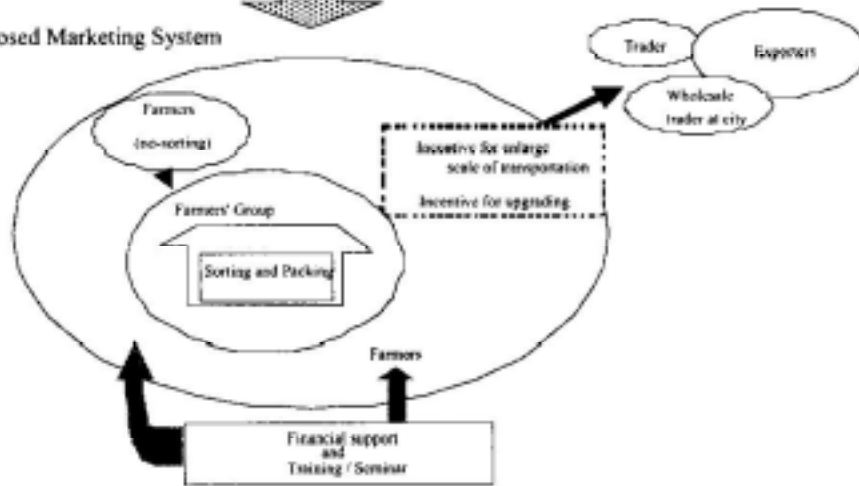 osed Marketing System
Trader
Exporters
Wholesale
trader at city
Farmers
(no-sorting)
Incentive for enlarge
scale of transportation
Incentive for upgrading
Farmers' Group
Sorting and Packing
Farmers
Financial support
and
Training / Seminar